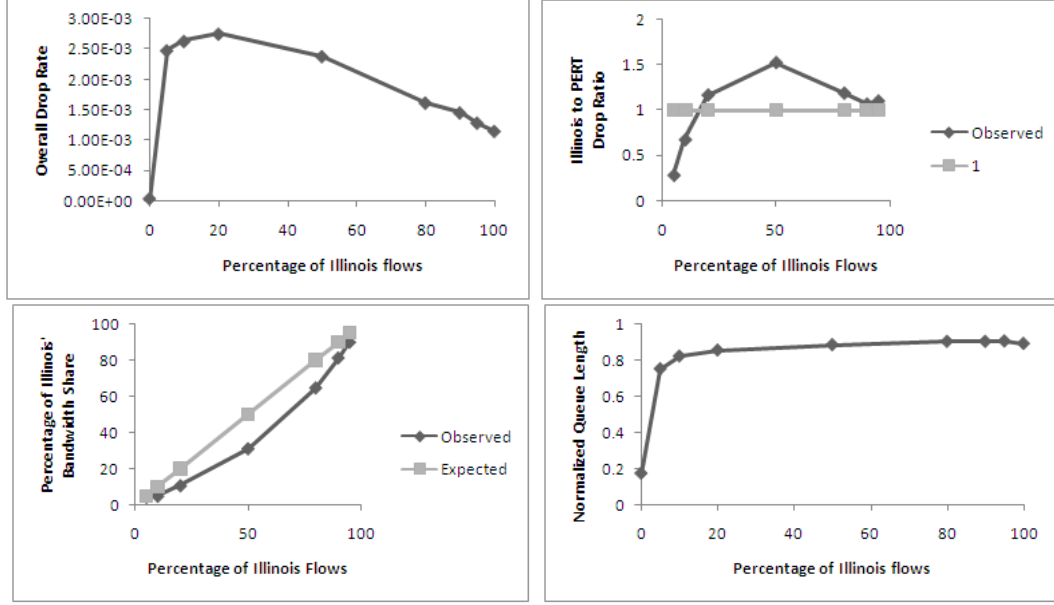 3.00E-03
2.50E-03
2.00E-03
1.50E-03
1.00E-03
5.00E-04
0.00E+00
Overall Drop Rate
0 20 40 60 80 100
Percentage of Illinois flows
2
1.5
1
0.5
0
Illinois to PERT
Drop Ratio
0 50 100
Percentage of Illinois Flows
Observed
1
100
80
60
40
20
0
Percentage of Illinois'
Bandwidth Share
0 50 100
Percentage of Illinois Flows
Observed
Expected
1
0.8
0.6
0.4
0.2
0
Normalized Queue Length
0 20 40 60 80 100
Percentage of Illinois flows